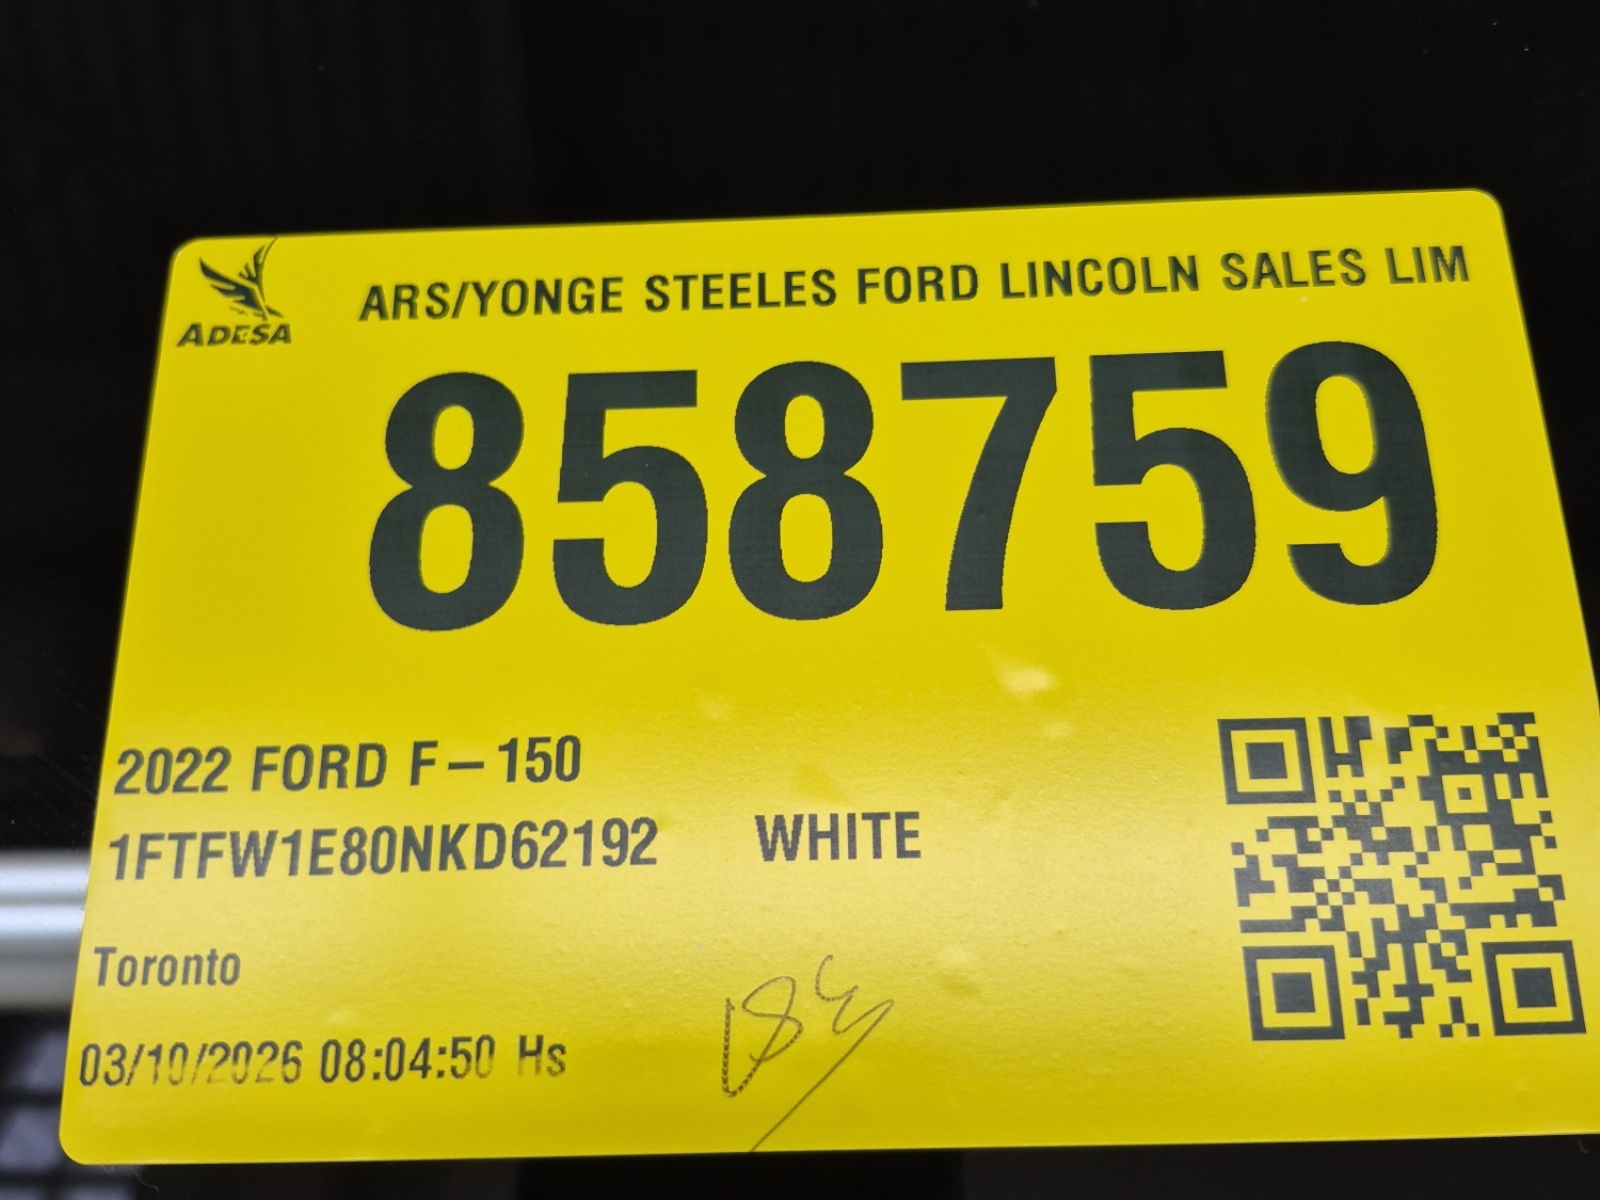 ADESA
ARS/YONGE STEELES FORD LINCOLN SALES LIM
858759
2022 FORD F-150
1FTFW1E80NKD62192 WHITE
Toronto
03/10/2026 08:04:50 Hs